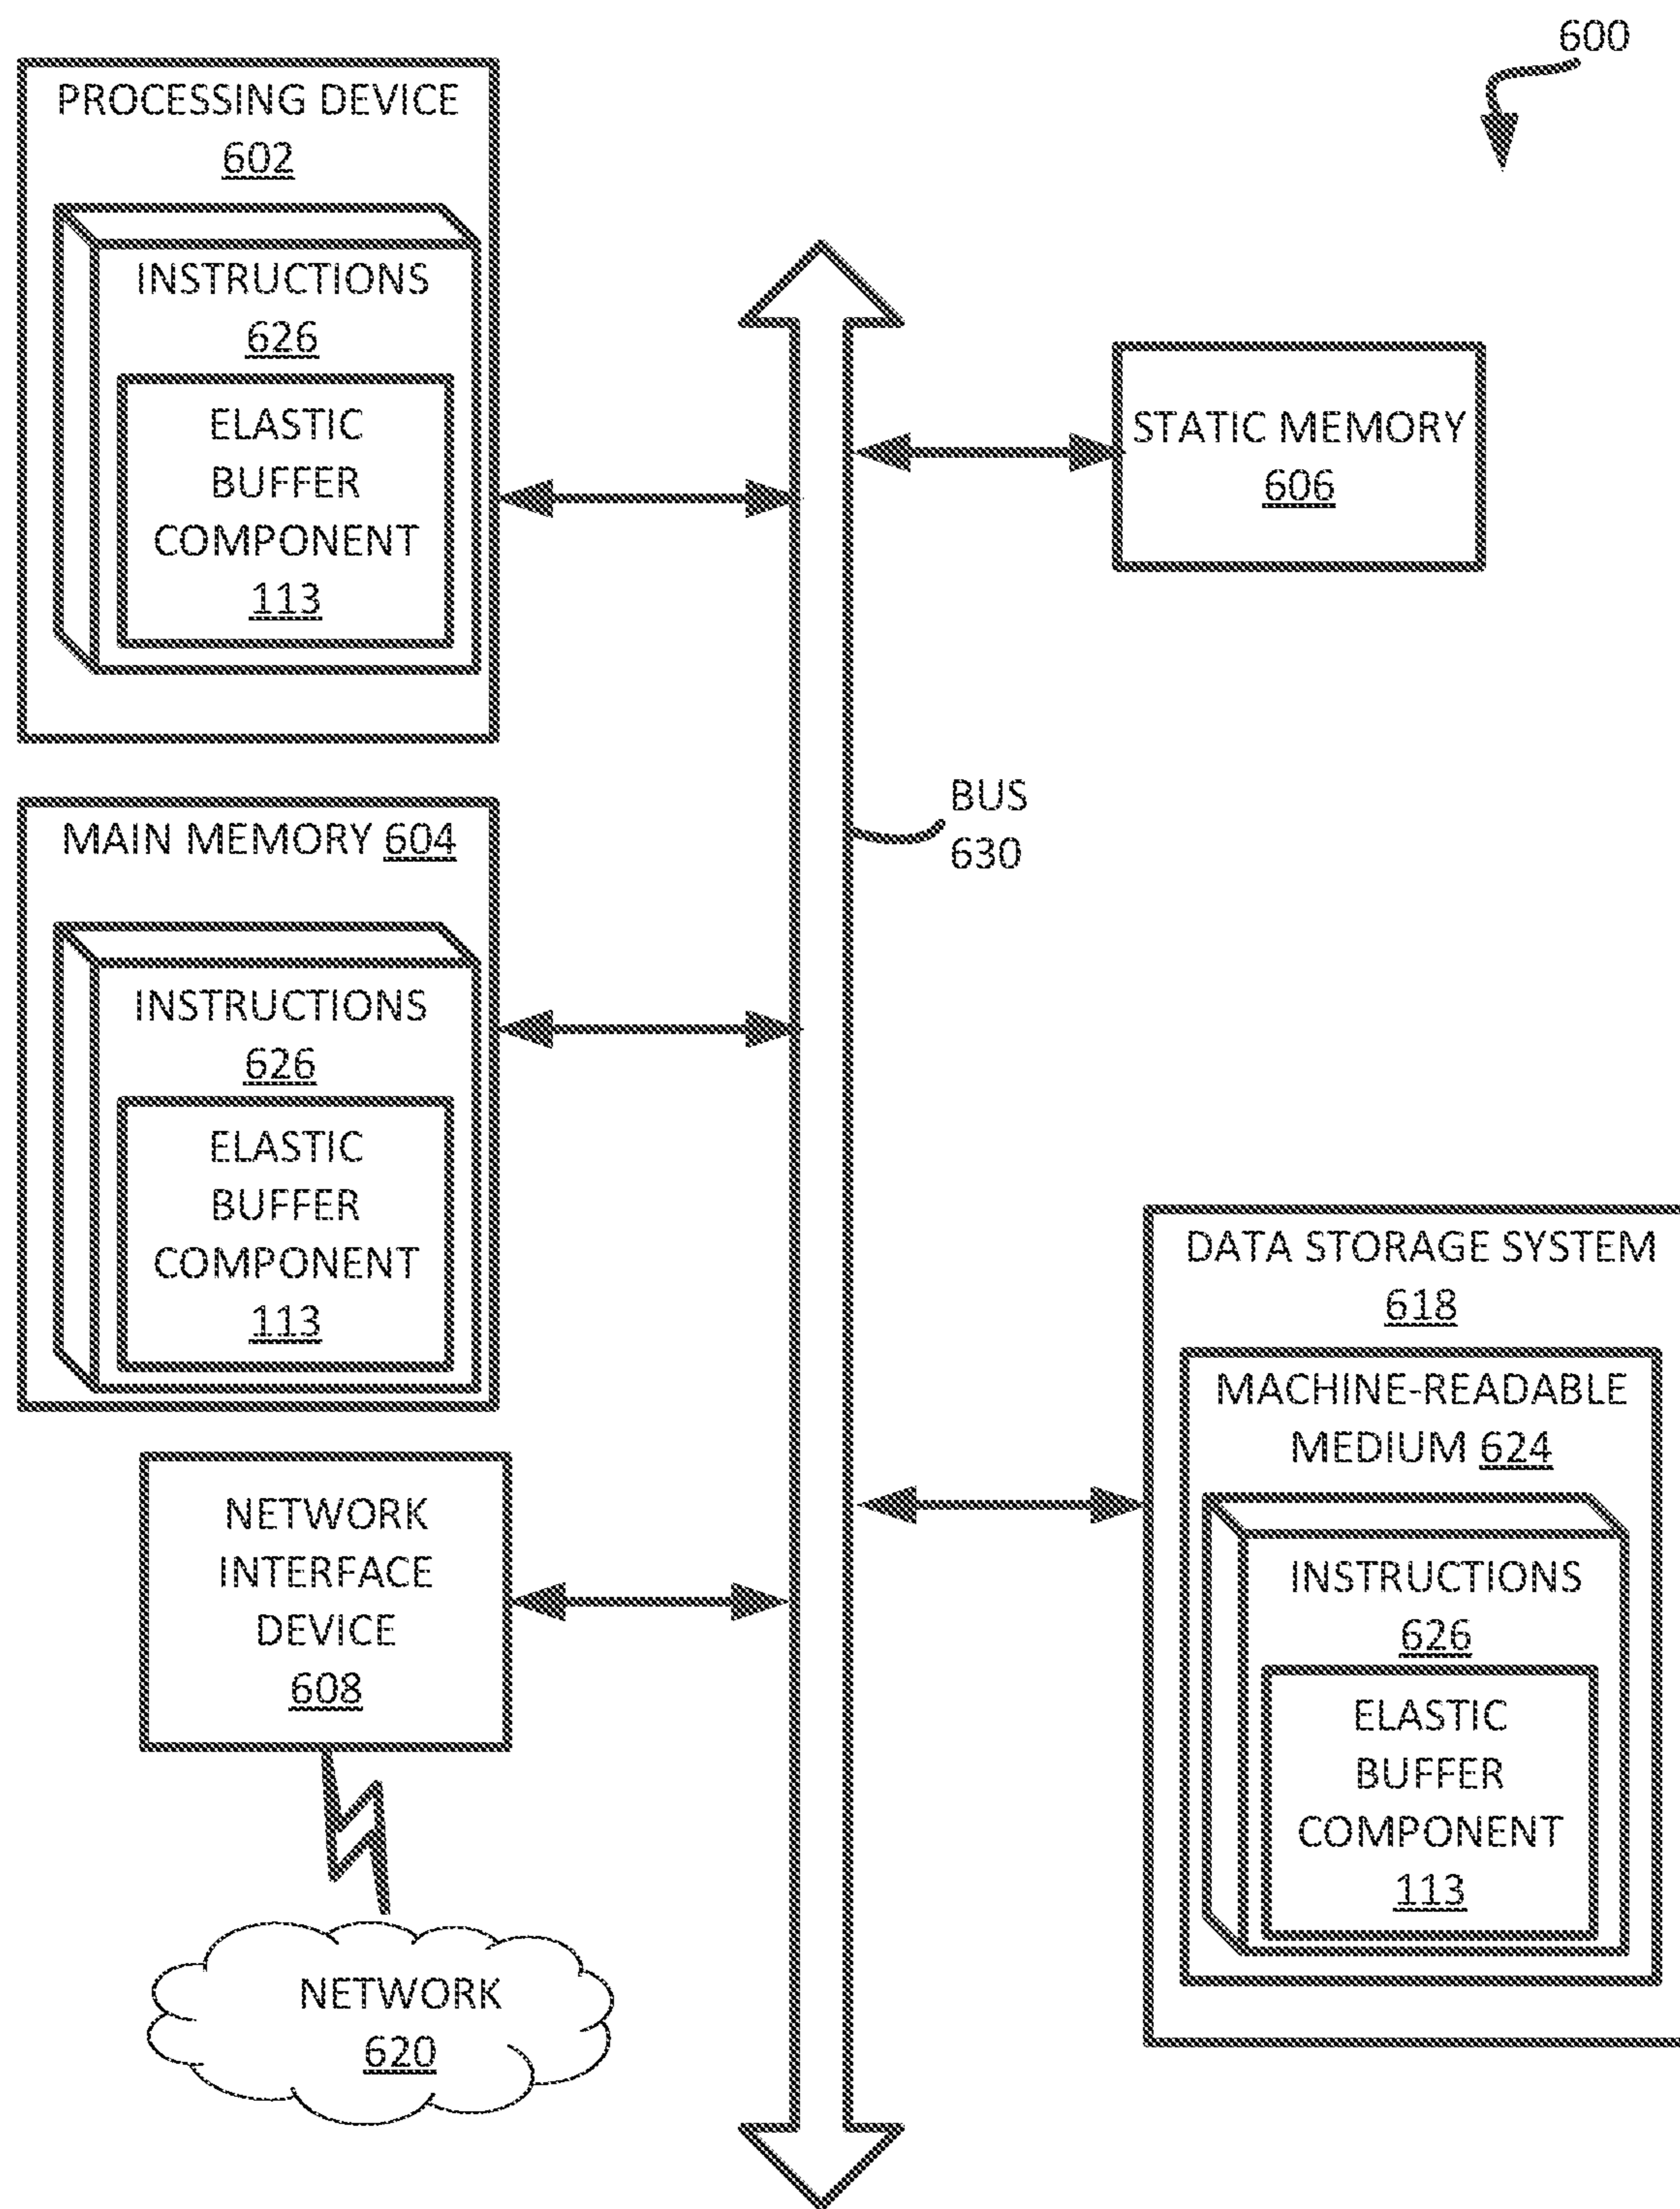 600
PROCESSING DEVICE
602
INSTRUCTIONS
626
ELASTIC
BUFFER
COMPONENT
113
STATIC MEMORY
606
BUS
630
MAIN MEMORY 604
INSTRUCTIONS
626
ELASTIC
BUFFER
COMPONENT
113
DATA STORAGE SYSTEM
618
MACHINE-READABLE
MEDIUM 624
INSTRUCTIONS
626
ELASTIC
BUFFER
COMPONENT
113
NETWORK
INTERFACE
DEVICE
608
NETWORK
620